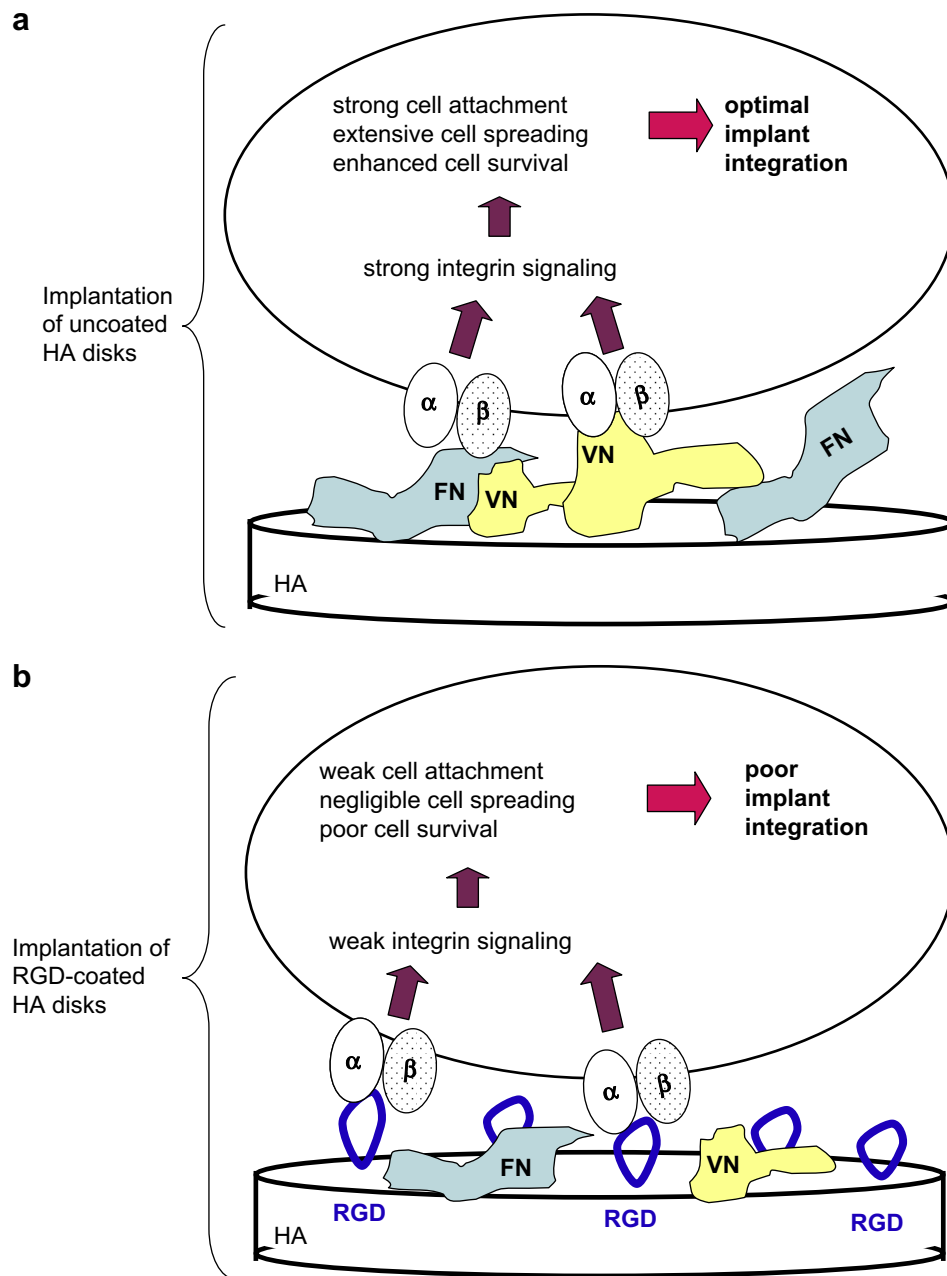 a
strong cell attachment
extensive cell spreading
enhanced cell survival
optimal
implant
integration
strong integrin signaling
Implantation
of uncoated
HA disks
α
β
α
β
FN
VN
VN
FN
HA
b
weak cell attachment
negligible cell spreading
poor cell survival
poor
implant
integration
weak integrin signaling
Implantation of
RGD-coated
HA disks
α
β
α
β
FN
VN
RGD
RGD
RGD
HA